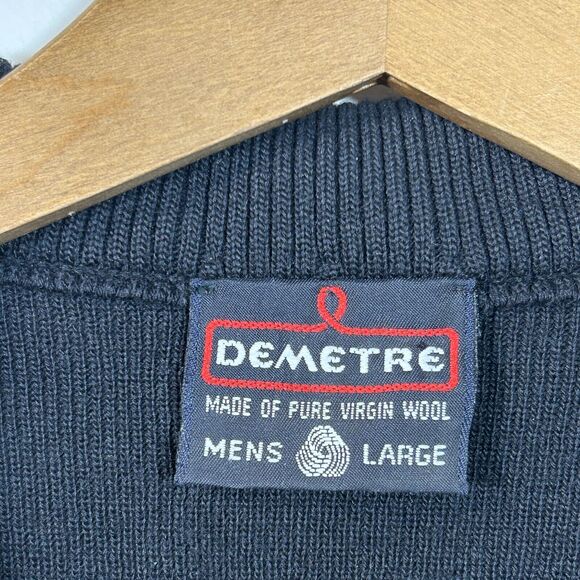 DEMETRE
MADE OF PURE VIRGIN WOOL
MENS LARGE